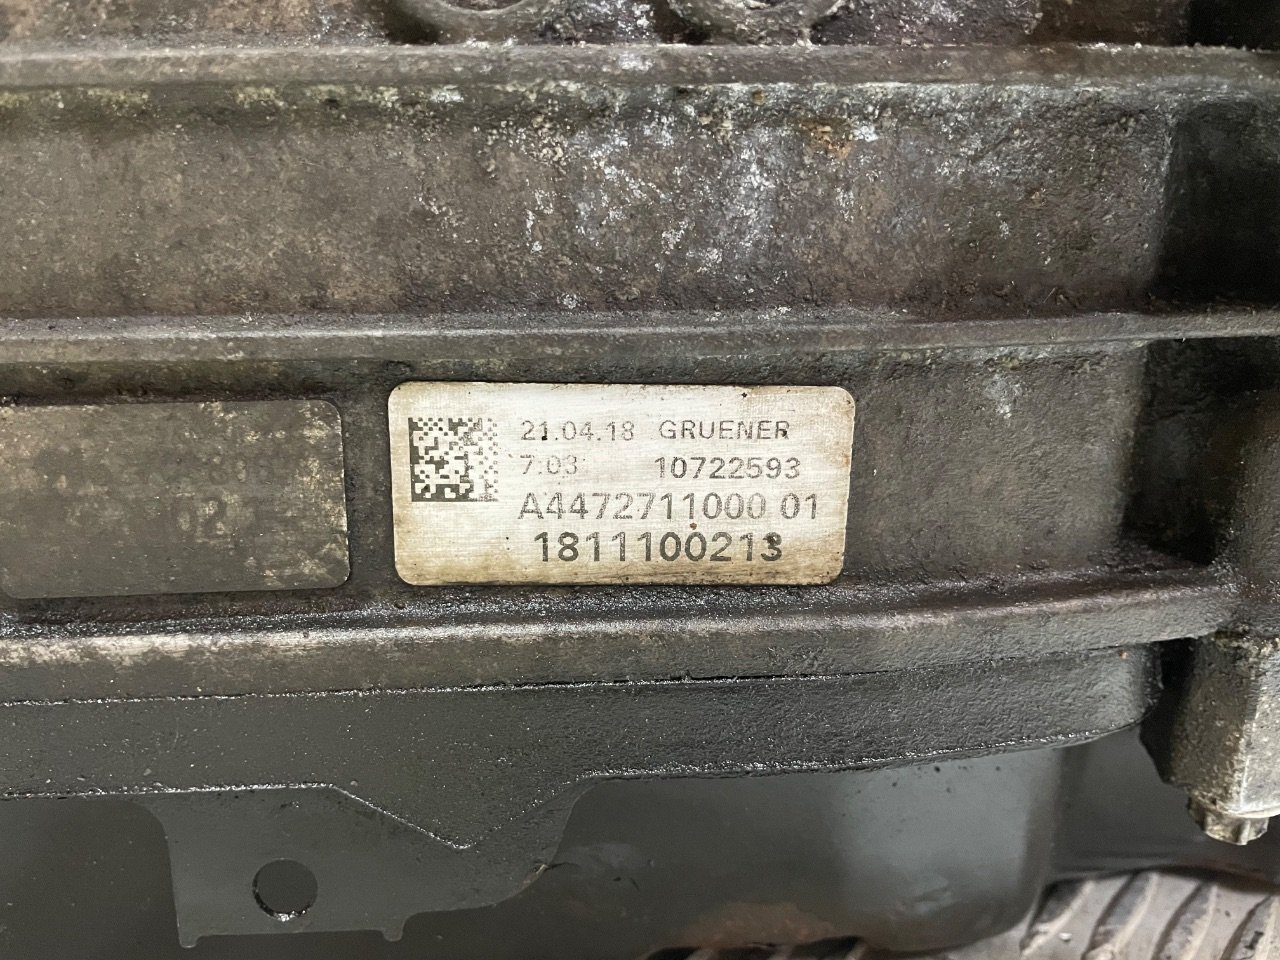 21.04.18 GRUENER
7:03 10722593
A4472711000 01
1811100213